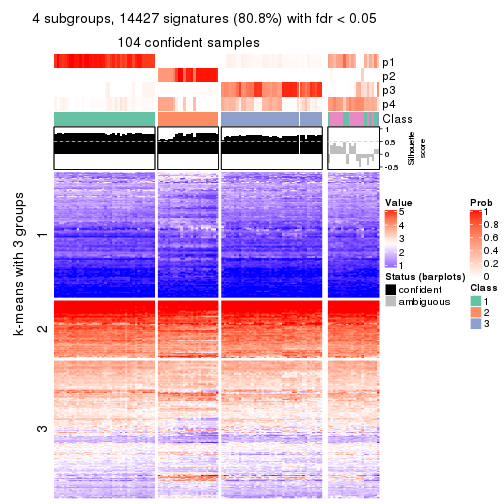 4 subgroups, 14427 signatures (80.8%) with fdr < 0.05
104 confident samples
p1
p2
p3
p4
Class
1
0.5
0
-0.5
Silhouette
score
k-means with 3 groups
1
2
3
Value
5
4
3
2
1
Status (barplots)
confident
ambiguous
Prob
1
0.8
0.6
0.4
0.2
0
Class
1
2
3